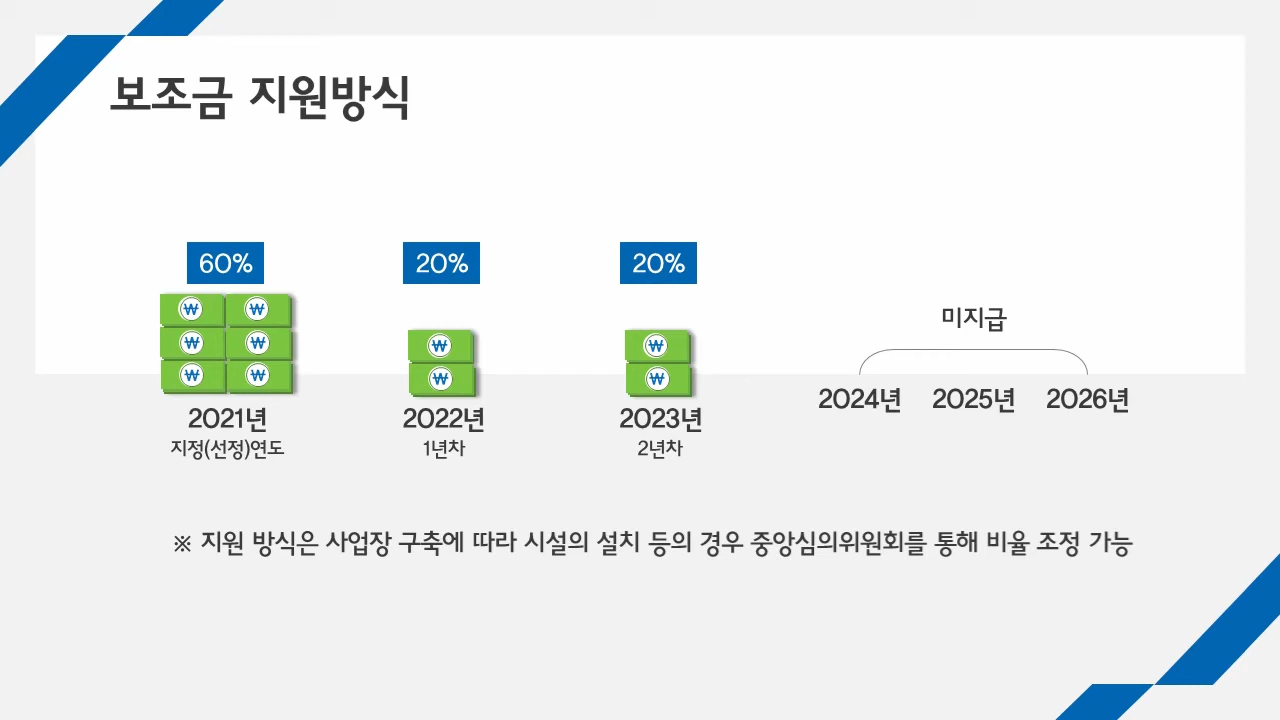 보조금 지원방식
60%
20%
20%
₩ ₩
₩ ₩
₩ ₩
₩
₩
₩
₩
미지급
2021년
2022년
2023년
2024년
2025년
2026년
지정(선정)연도
1년차
2년차
※ 지원 방식은 사업장 구축에 따라 시설의 설치 등의 경우 중앙심의위원회를 통해 비율 조정 가능